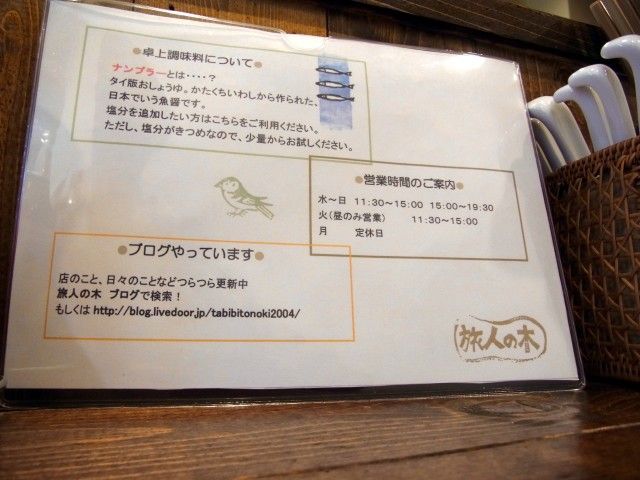 卓上調味料について
ナンプラーとは････？
タイ版おしょうゆ。かたくちいわしから作られた、
日本でいう魚醤です。
塩分を追加したい方はこちらをご利用ください。
ただし、塩分がきつめなので、少量からお試しください。
営業時間のご案内
水～日 11:30～15:00 15:00～19:30
火(昼のみ営業) 11:30～15:00
月 定休日
ブログやっています
店のこと、日々のことなどつらつら更新中
旅人の木 ブログで検索！
もしくは http://blog.livedoor.jp/tabibitonoki2004/
旅人の木